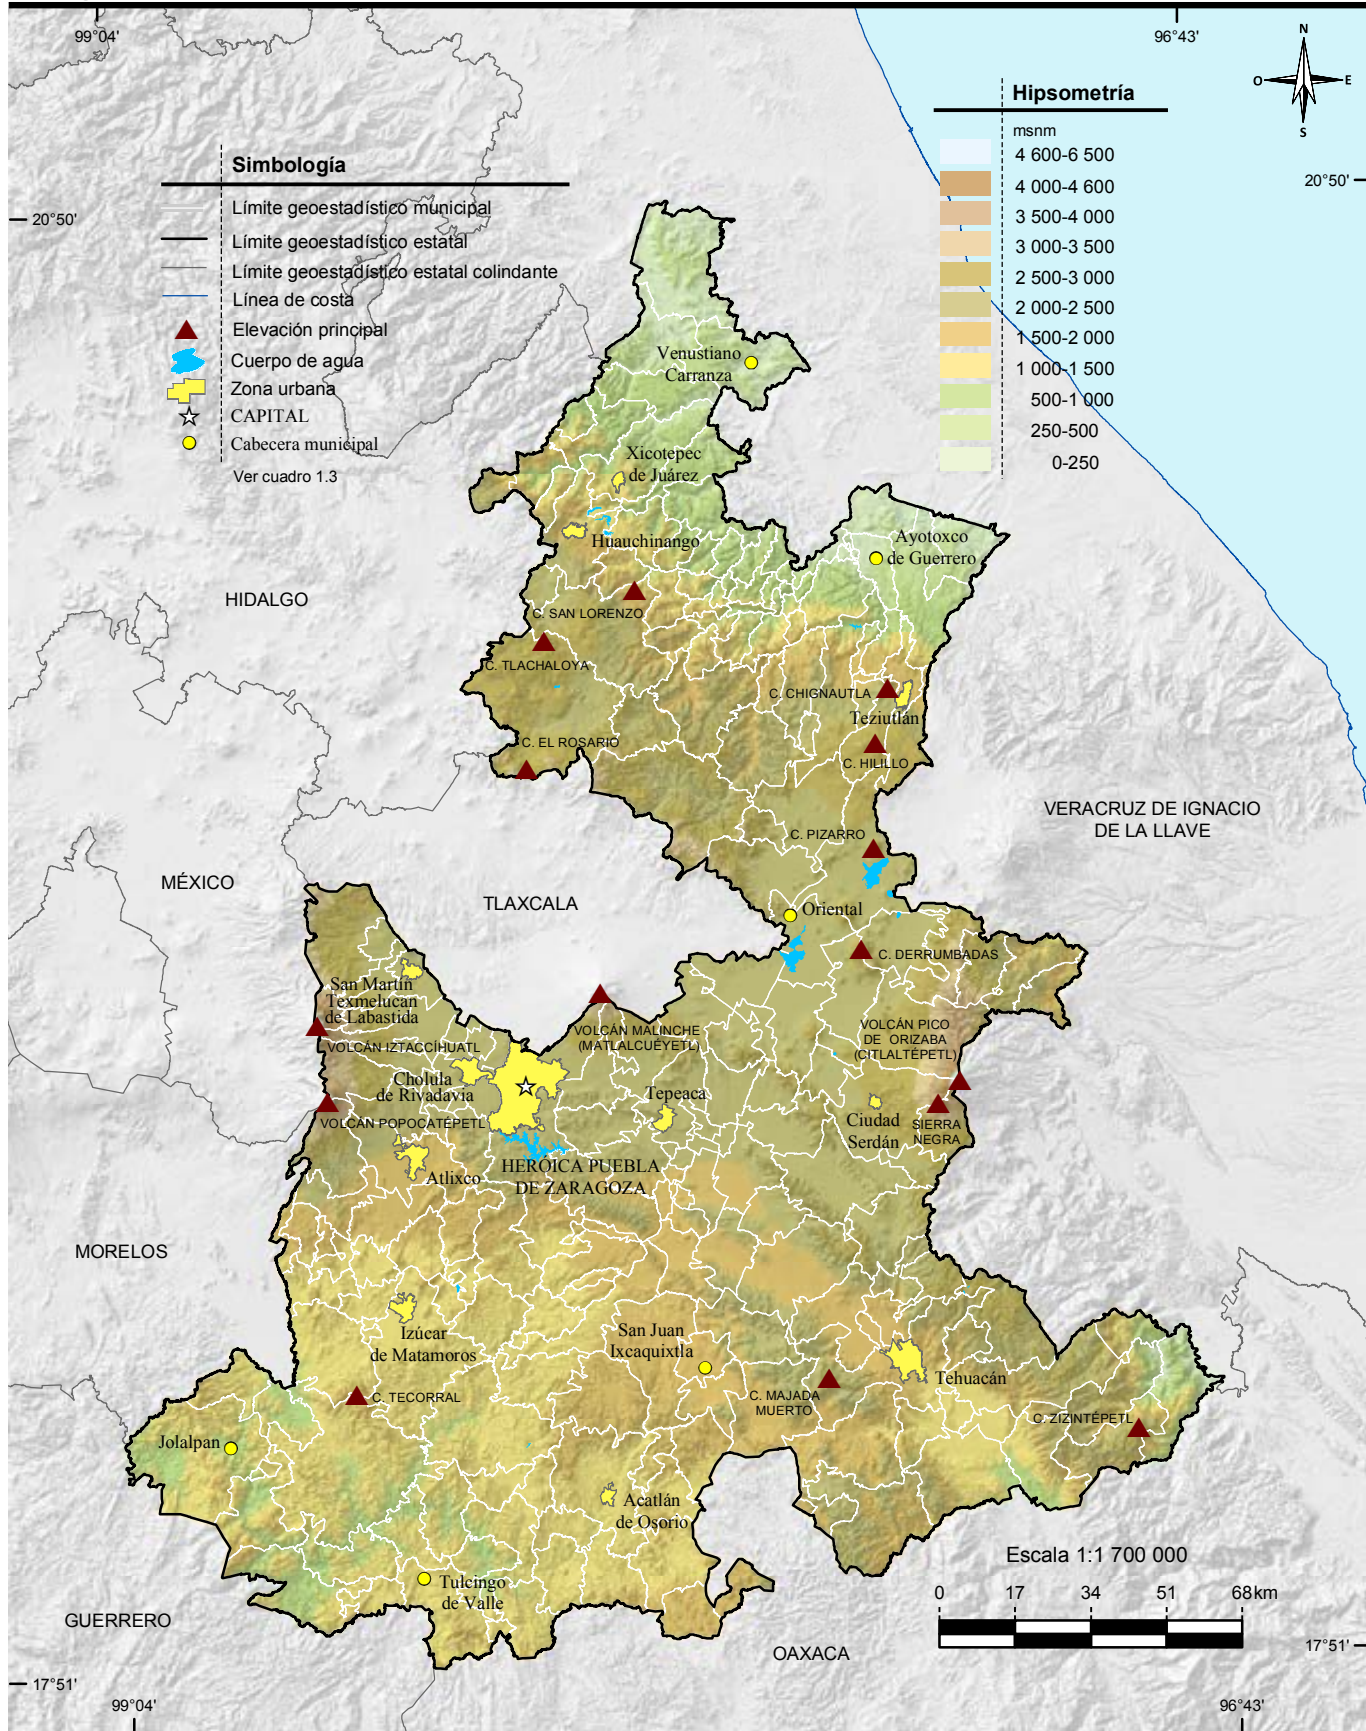 99°04'
96°43'
N
O
E
S
Hipsometría
msnm
4 600-6 500
4 000-4 600
3 500-4 000
3 000-3 500
2 500-3 000
2 000-2 500
1 500-2 000
1 000-1 500
500-1 000
250-500
0-250
20°50'
20°50'
Simbología
Límite geoestadístico municipal
Límite geoestadístico estatal
Límite geoestadístico estatal colindante
Línea de costa
Elevación principal
Cuerpo de agua
Zona urbana
CAPITAL
Cabecera municipal
Ver cuadro 1.3
Venustiano
Carranza
Xicotepec
de Juárez
Huauchinango
Ayotoxco
de Guerrero
HIDALGO
C. SAN LORENZO
C. TLACHALOYA
C. CHIGNAUTLA
Teziutlán
C. EL ROSARIO
C. HILILLO
VERACRUZ DE IGNACIO
DE LA LLAVE
C. PIZARRO
MÉXICO
TLAXCALA
Oriental
C. DERRUMBADAS
San Martín
Texmelucan
de Labastida
VOLCÁN IZTACCÍHUATL
VOLCÁN MALINCHE
(MATLALCUÉYETL)
VOLCÁN PICO
DE ORIZABA
(CITLALTÉPETL)
Cholula
de Rivadavia
Tepeaca
VOLCÁN POPOCATÉPETL
Ciudad
Serdán
SIERRA
NEGRA
Atlixco
HERÓICA PUEBLA
DE ZARAGOZA
MORELOS
Izúcar
de Matamoros
San Juan
Ixcaquixtla
Tehuacán
C. TECORRAL
C. MAJADA
MUERTO
C. ZIZINTÉPETL
Jolalpan
Acatlán
de Osorio
Tulcingo
de Valle
GUERRERO
OAXACA
Escala 1:1 700 000
0 17 34 51 68 km
17°51'
17°51'
99°04'
96°43'